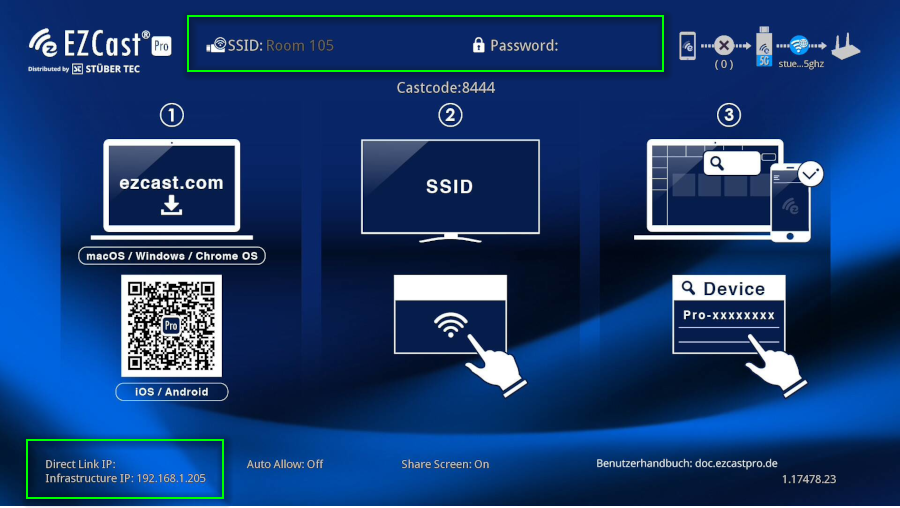 EZCast® Pro
Distributed by STÜBER TEC
SSID: Room 105
Password:
5G
( 0 )
stue...5ghz
Castcode:8444
1
2
3
ezcast.com
SSID
macOS / Windows / Chrome OS
Pro
iOS / Android
Device
Pro-xxxxxxxx
Direct Link IP:
Infrastructure IP: 192.168.1.205
Auto Allow: Off
Share Screen: On
Benutzerhandbuch: doc.ezcastpro.de
1.17478.23